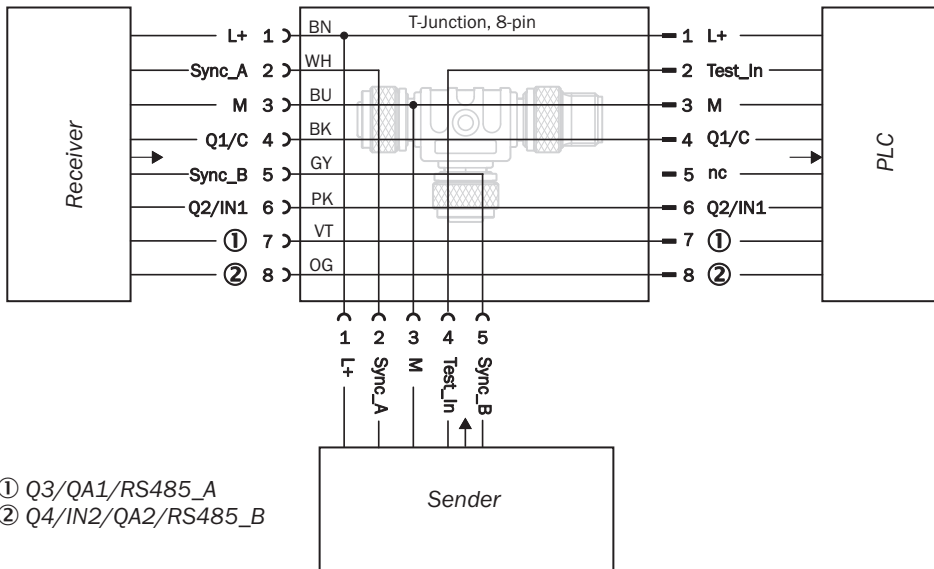 T-Junction, 8-pin
L+ 1 BN 1 L+
Sync_A 2 WH 2 Test_In
M 3 BU 3 M
Q1/C 4 BK 4 Q1/C
Sync_B 5 GY 5 nc
Q2/IN1 6 PK 6 Q2/IN1
① 7 VT 7 ①
② 8 OG 8 ②
Receiver
PLC
1 2 3 4 5
L+ Sync_A M Test_In Sync_B
Sender
① Q3/QA1/RS485_A
② Q4/IN2/QA2/RS485_B